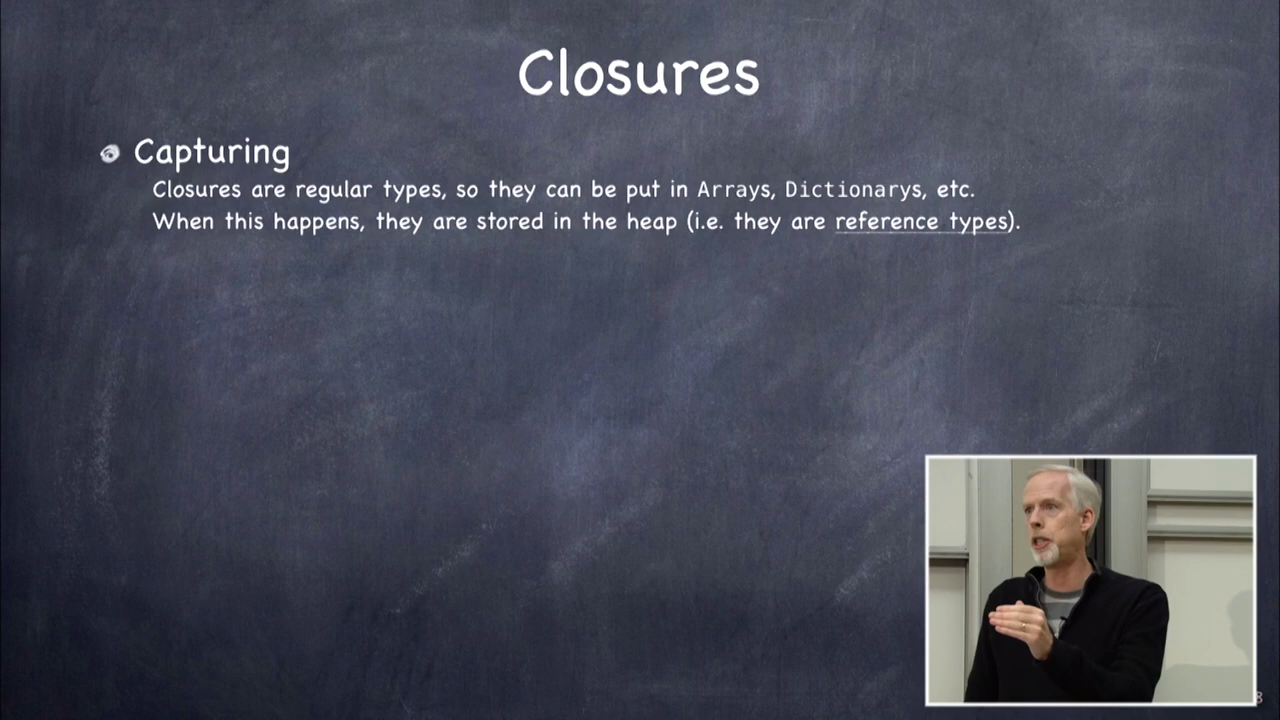 Closures
Capturing
Closures are regular types, so they can be put in Arrays, Dictionarys, etc.
When this happens, they are stored in the heap (i.e. they are reference types).
8